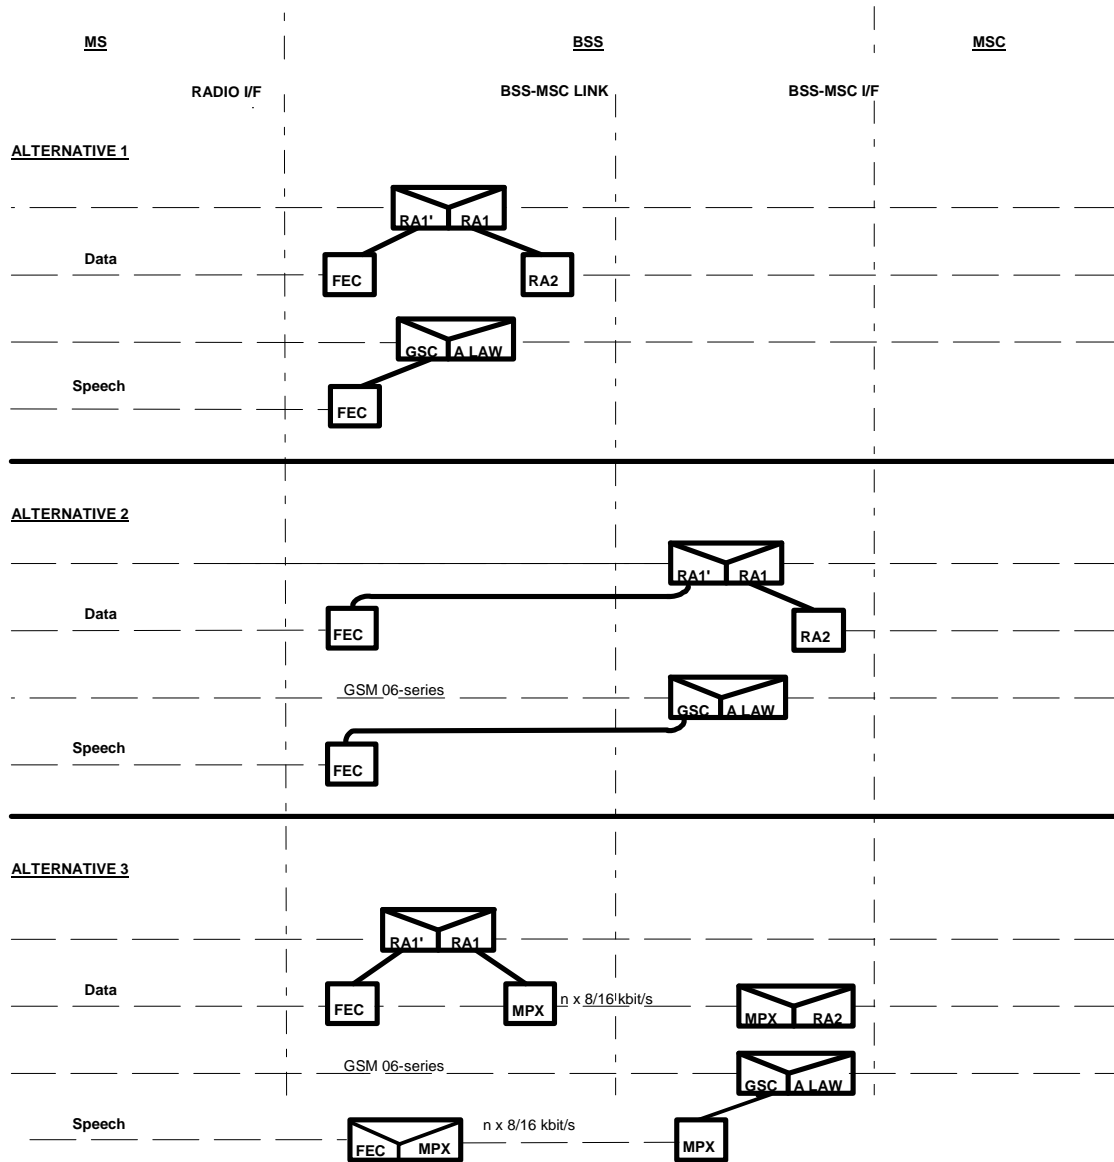 MS BSS MSC
RADIO I/F BSS-MSC LINK BSS-MSC I/F
ALTERNATIVE 1
RA1' RA1
Data
FEC RA2
GSC A LAW
Speech
FEC
ALTERNATIVE 2
RA1' RA1
Data
FEC RA2
GSM 06-series
GSC A LAW
Speech
FEC
ALTERNATIVE 3
RA1' RA1
Data
FEC MPX n x 8/16 kbit/s MPX RA2
GSM 06-series
GSC A LAW
Speech
FEC MPX n x 8/16 kbit/s MPX